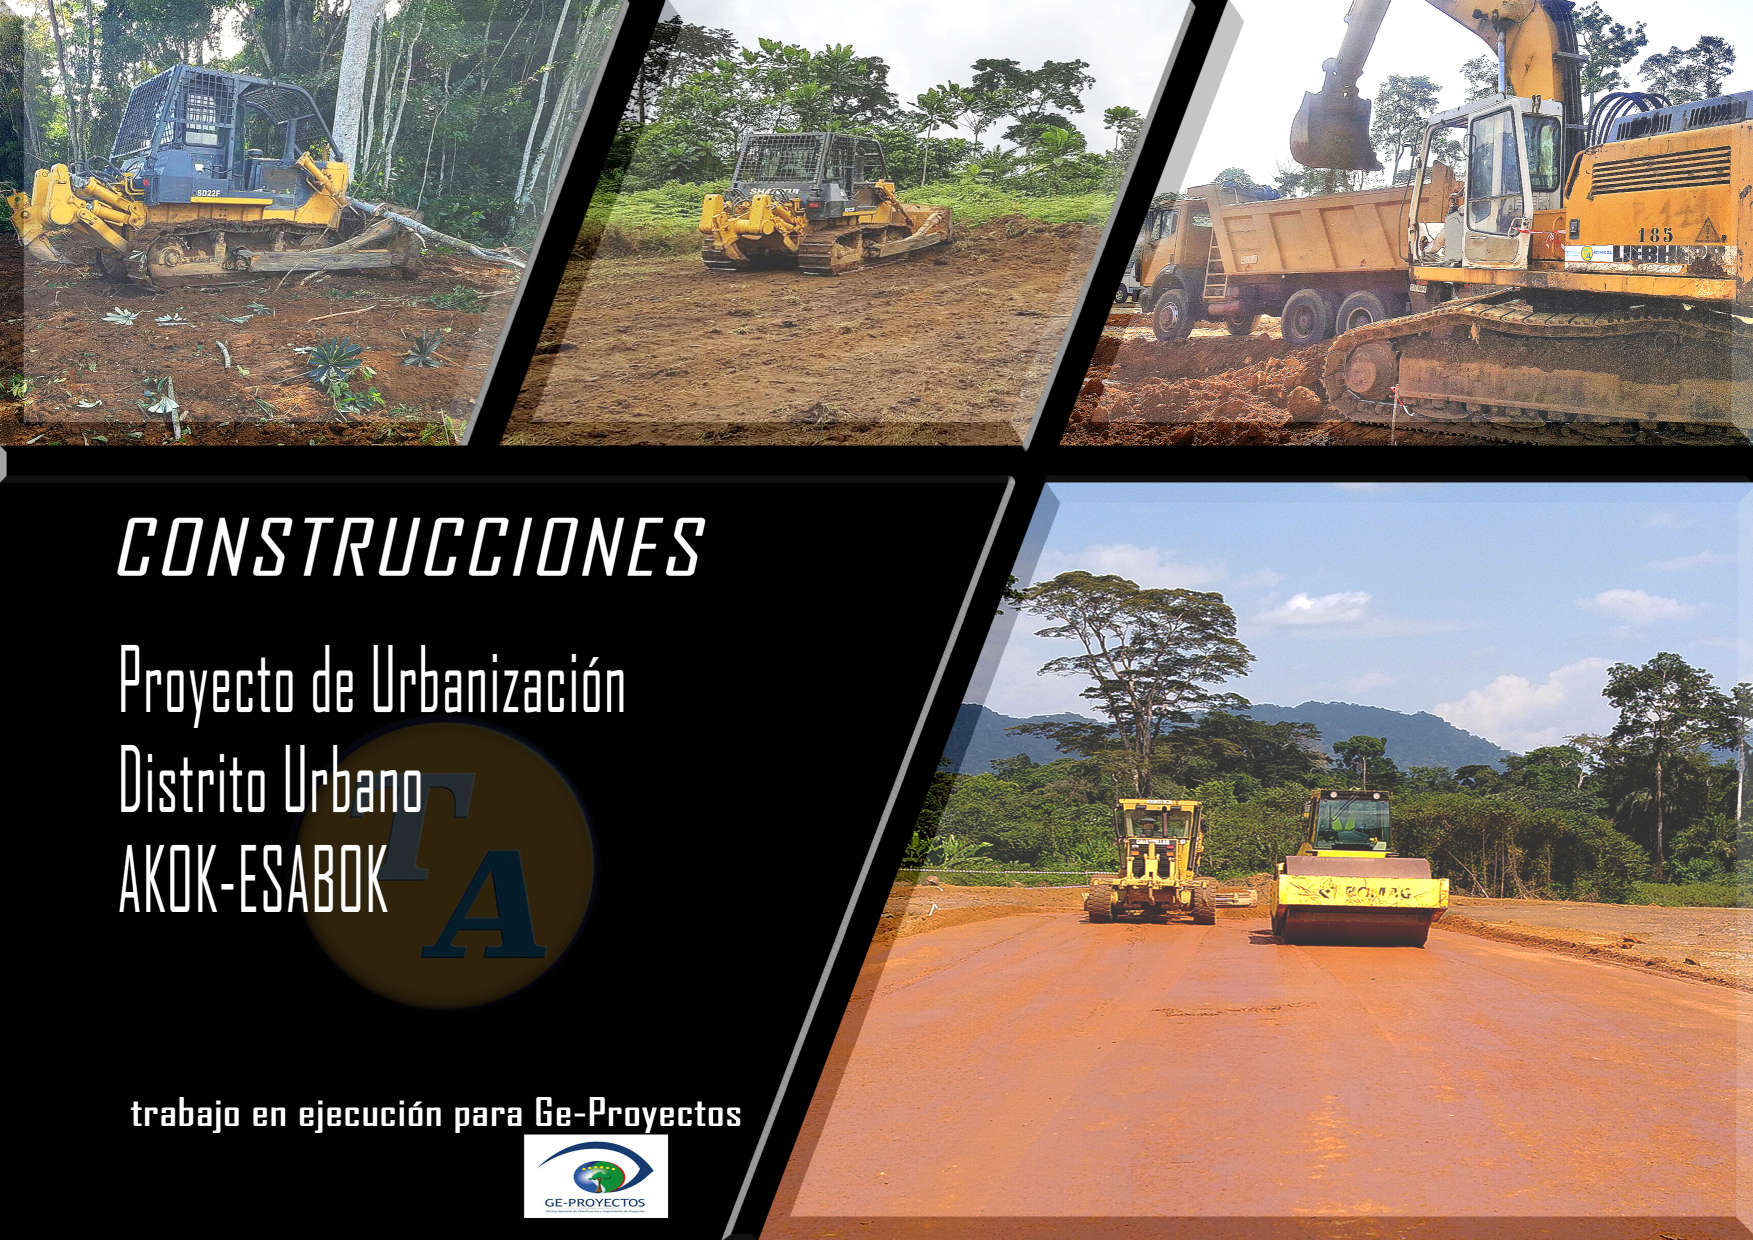 SD22F
SHANTUI
185
CONSTRUCCIONES
Proyecto de Urbanización
Distrito Urbano
AKOK-ESABOK
TA
BOMAG
trabajo en ejecución para Ge-Proyectos
GE-PROYECTOS